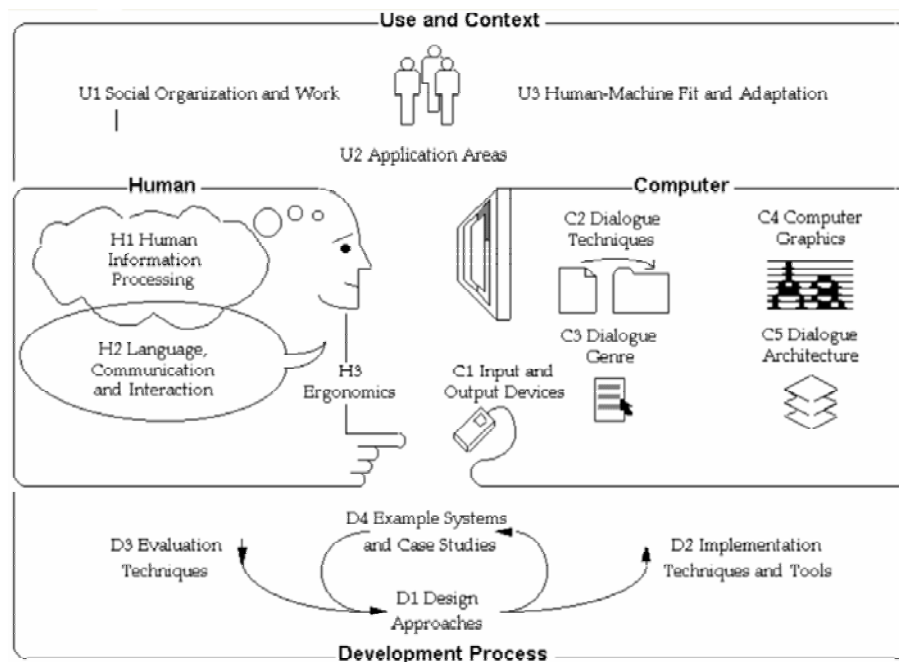 Use and Context
U1 Social Organization and Work
U3 Human-Machine Fit and Adaptation
U2 Application Areas
Human
H1 Human
Information
Processing
H2 Language,
Communication
and Interaction
H3
Ergonomics
Computer
C2 Dialogue
Techniques
C4 Computer
Graphics
C3 Dialogue
Genre
C5 Dialogue
Architecture
C1 Input and
Output Devices
D4 Example Systems
and Case Studies
D3 Evaluation
Techniques
D2 Implementation
Techniques and Tools
D1 Design
Approaches
Development Process